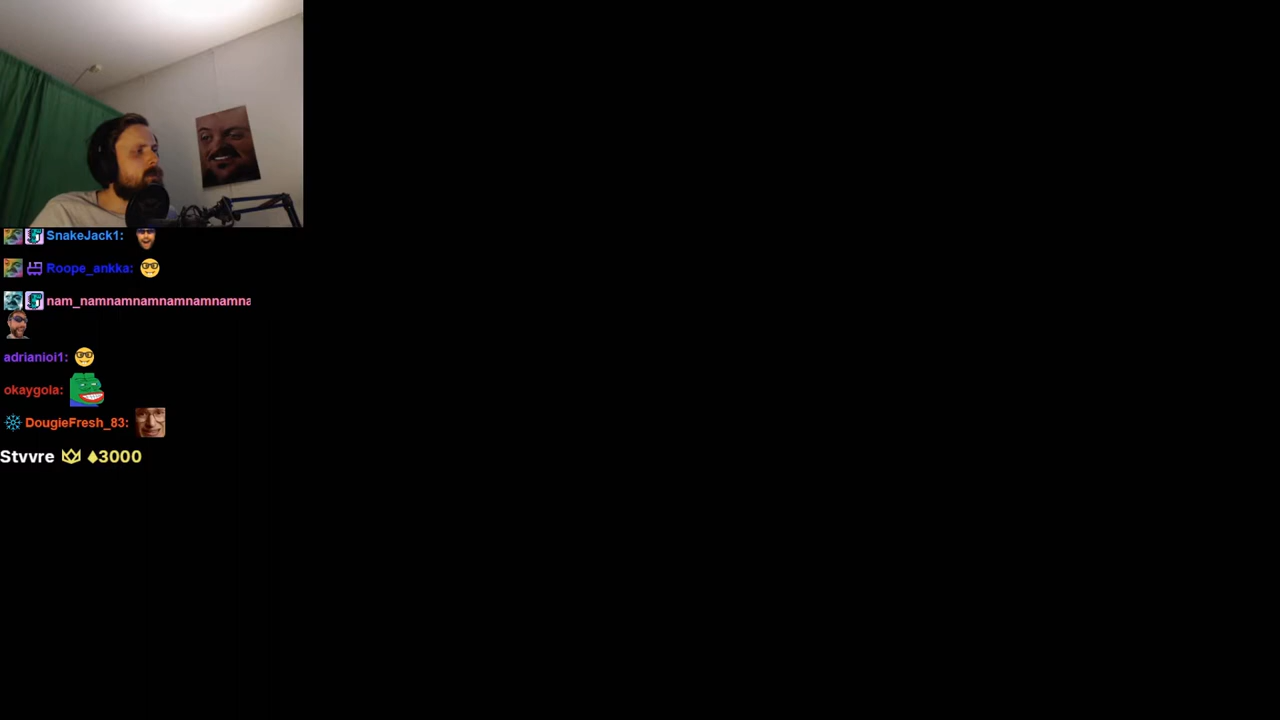 SnakeJack1:
Roope_ankka:
nam_namnamnamnamnamnamna
adrianioi1:
okaygola:
DougieFresh_83:
Stvvre 3000